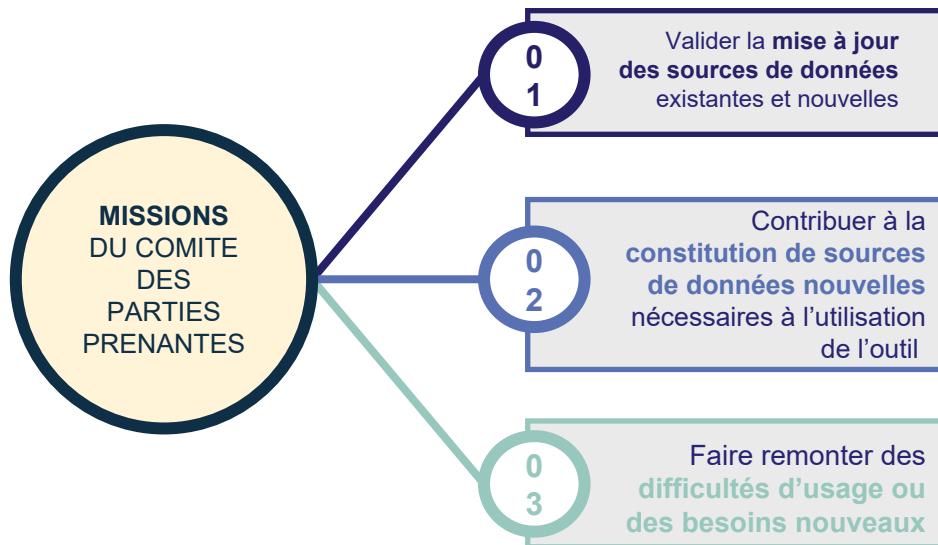 MISSIONS
DU COMITE
DES
PARTIES
PRENANTES
0
1
Valider la mise à jour
des sources de données
existantes et nouvelles
0
2
Contribuer à la
constitution de sources
de données nouvelles
nécessaires à l’utilisation
de l’outil
0
3
Faire remonter des
difficultés d’usage ou
des besoins nouveaux